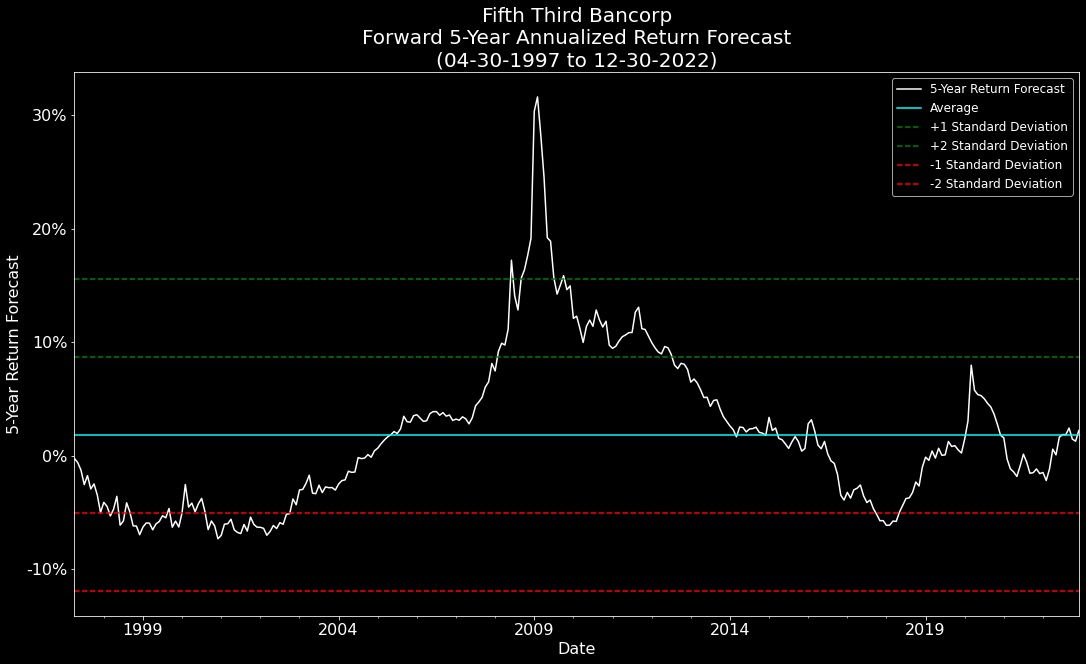 Fifth Third Bancorp
Forward 5-Year Annualized Return Forecast
(04-30-1997 to 12-30-2022)
5-Year Return Forecast
Average
+1 Standard Deviation
+2 Standard Deviation
-1 Standard Deviation
-2 Standard Deviation
30%
20%
10%
0%
-10%
5-Year Return Forecast
1999 2004 2009 2014 2019
Date